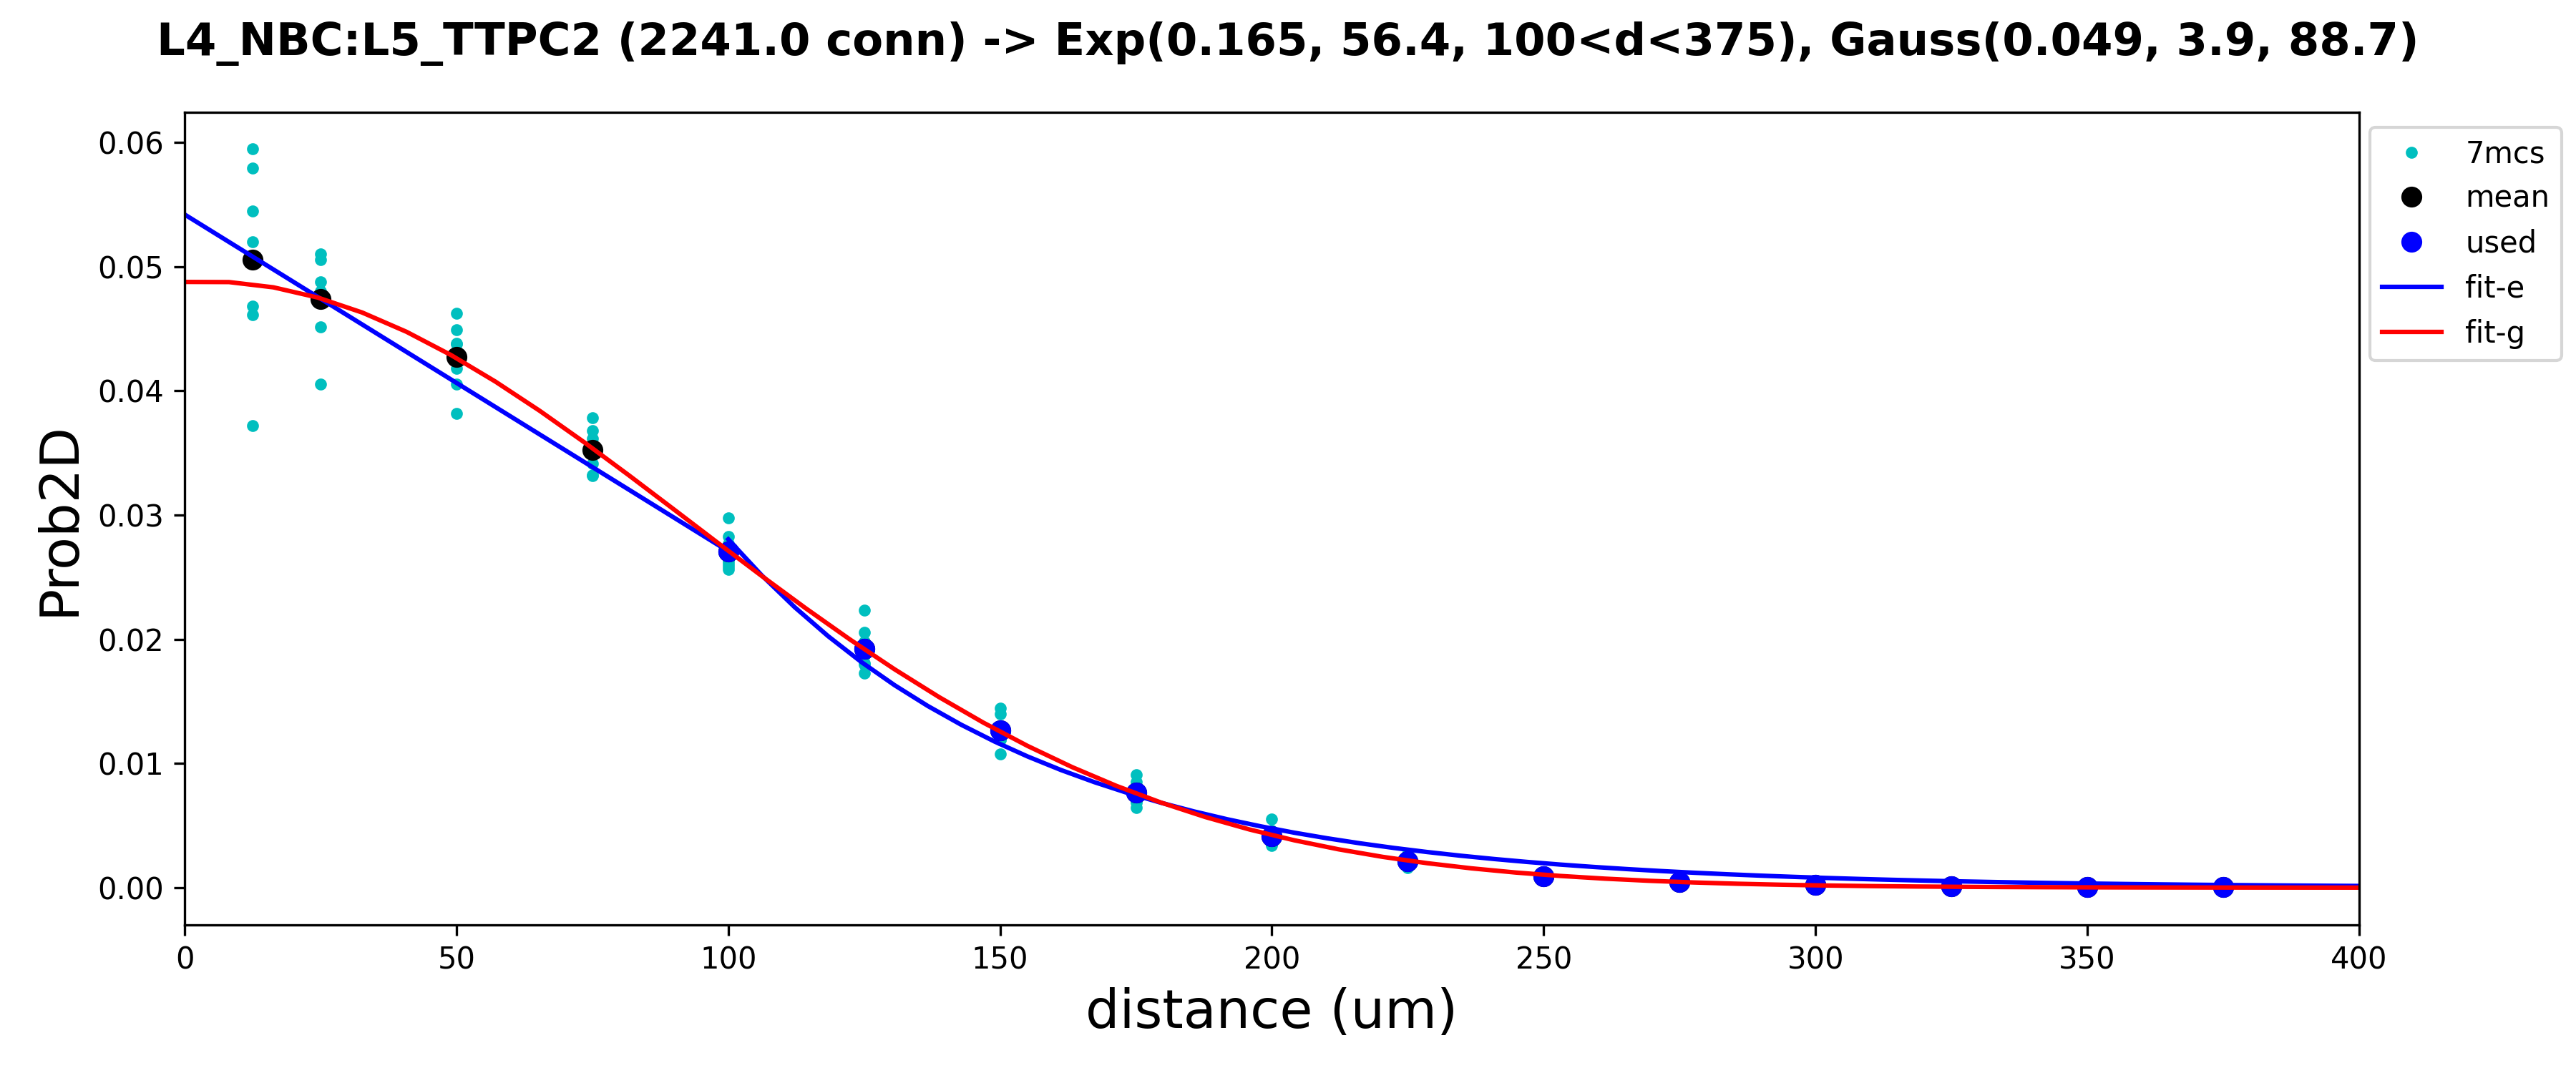 L4_NBC:L5_TTPC2 (2241.0 conn) -> Exp(0.165, 56.4, 100<d<375), Gauss(0.049, 3.9, 88.7)
0.06
0.05
0.04
0.03
0.02
0.01
0.00
Prob2D
0 50 100 150 200 250 300 350 400
distance (um)
7mcs
mean
used
fit-e
fit-g